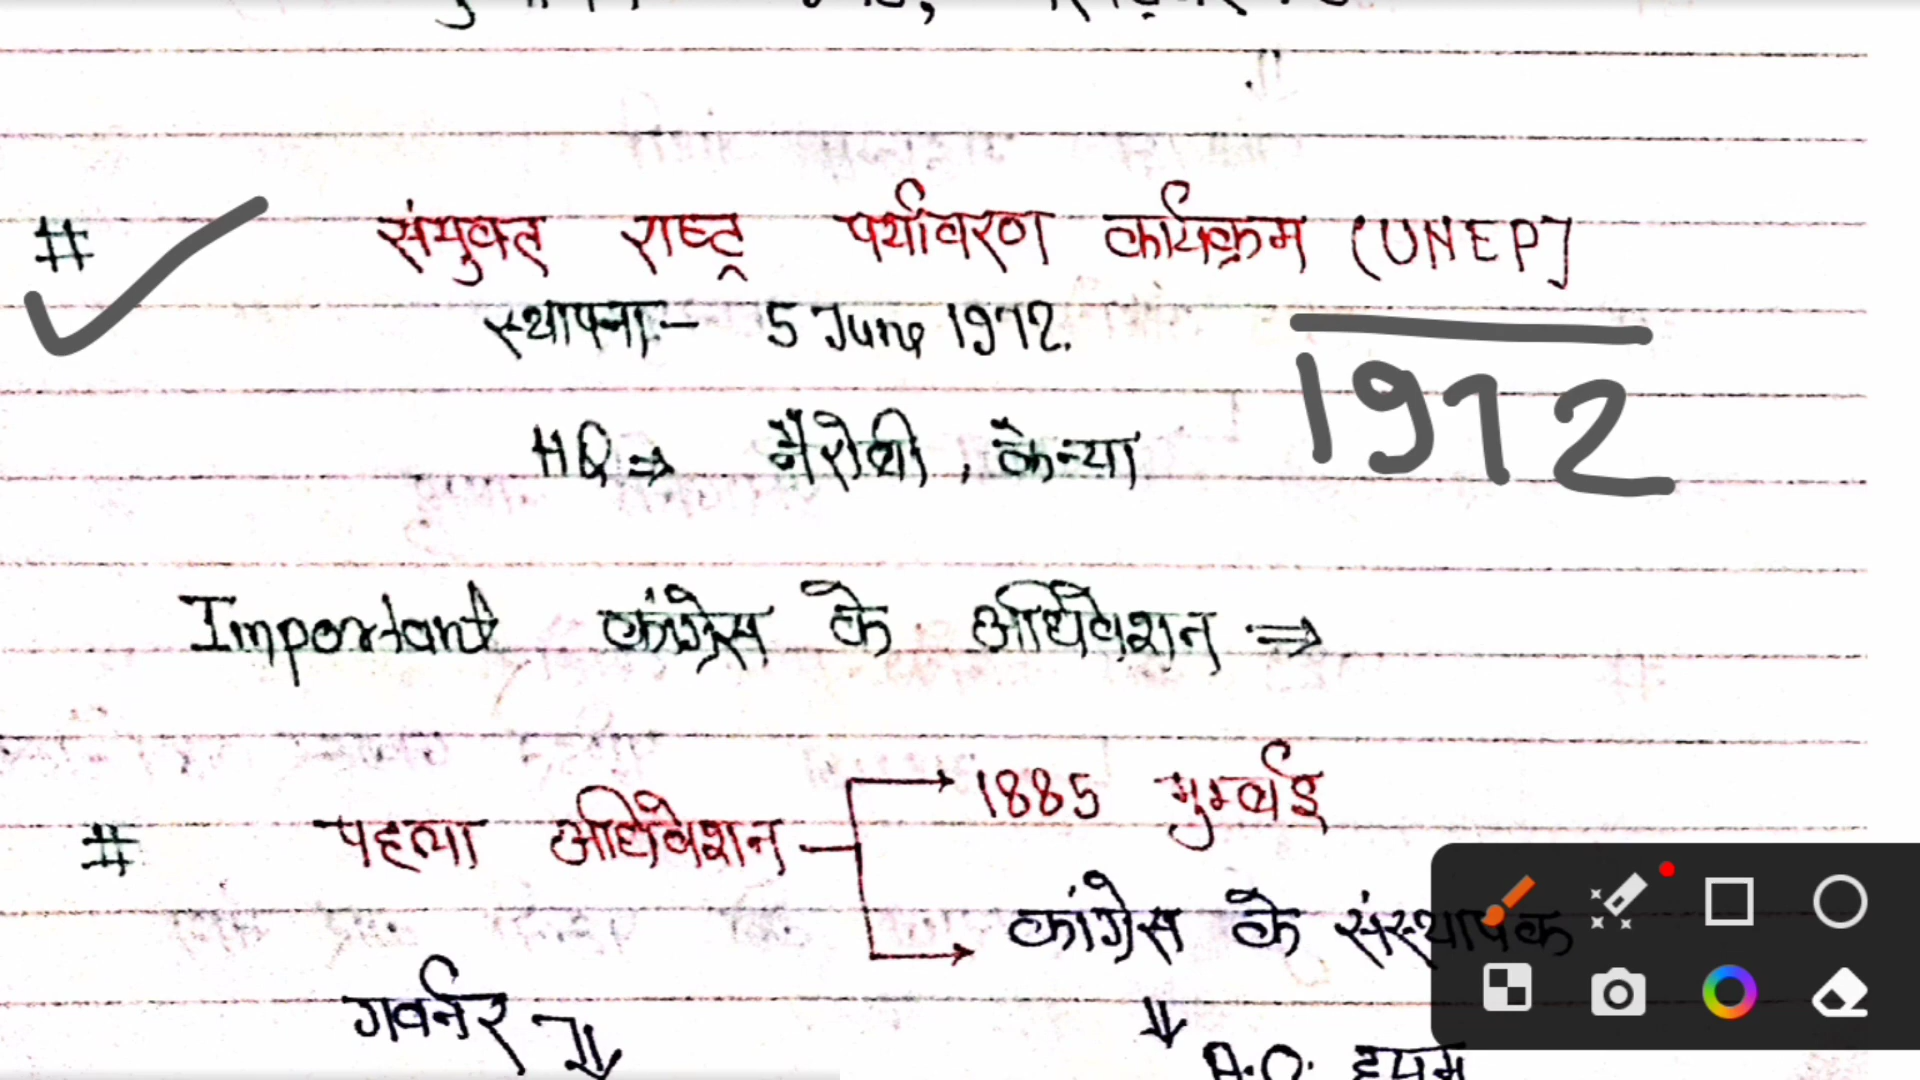 # संयुक्त राष्ट्र पर्यावरण कार्यक्रम (UNEP)
स्थापना:- 5 June 1972.
1972
HQ ⇒ नैरोबी, केन्या
Important कांग्रेस के अधिवेशन ⇒
# पहला अधिवेशन → 1885 मुम्बई
→ कांग्रेस के संस्थापक
गवर्नर ⇓
⇓ A.O. ह्यूम